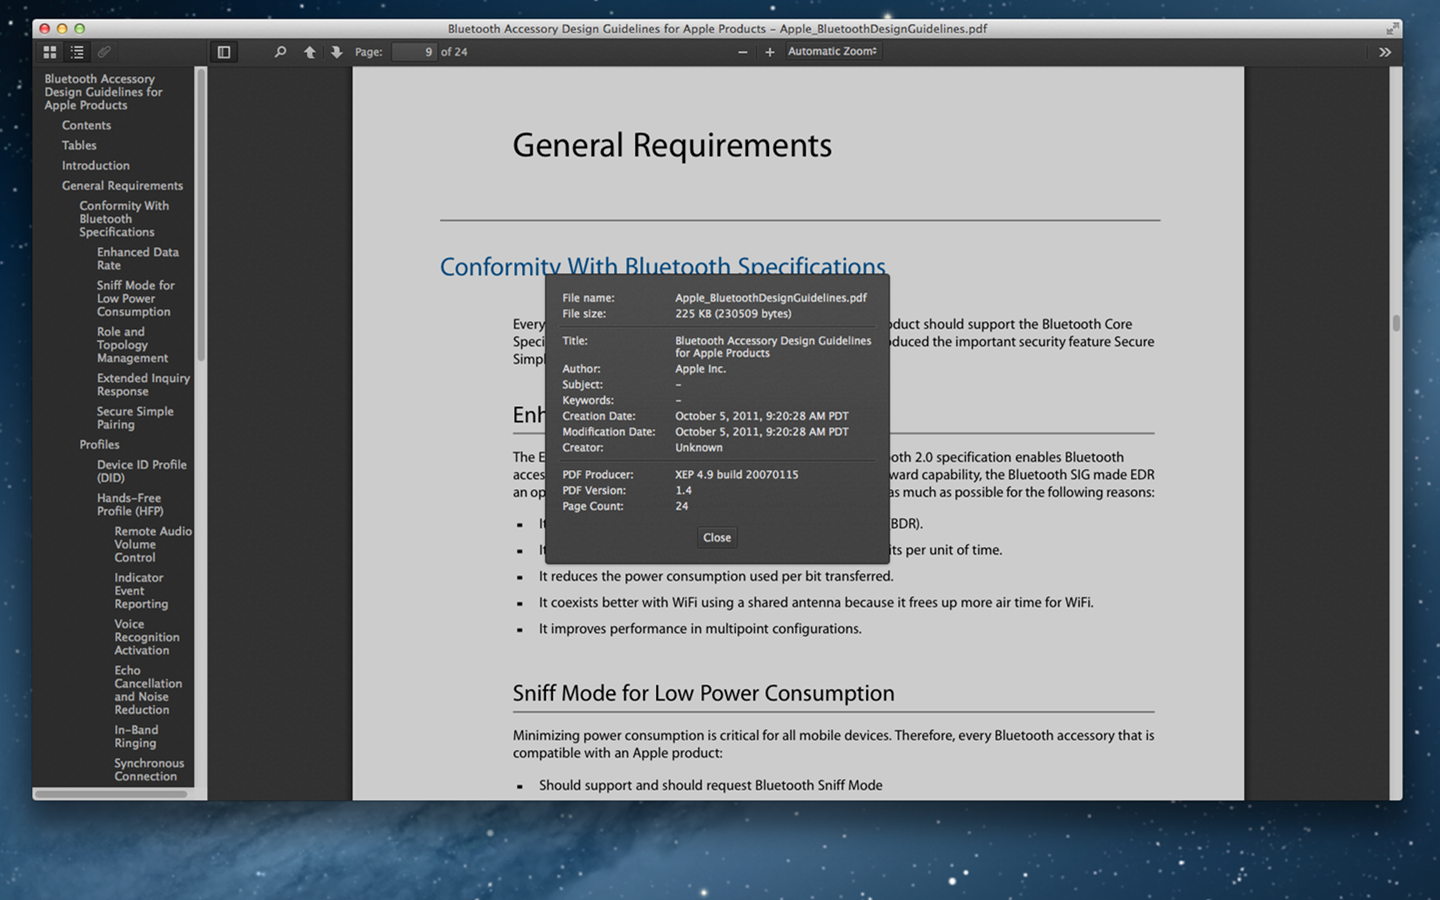 Bluetooth Accessory Design Guidelines for Apple Products – Apple_BluetoothDesignGuidelines.pdf
Page: 9 of 24
Automatic Zoom
Bluetooth Accessory
Design Guidelines for
Apple Products
Contents
Tables
Introduction
General Requirements
Conformity With
Bluetooth
Specifications
Enhanced Data
Rate
Sniff Mode for
Low Power
Consumption
Role and
Topology
Management
Extended Inquiry
Response
Secure Simple
Pairing
Profiles
Device ID Profile
(DID)
Hands-Free
Profile (HFP)
Remote Audio
Volume
Control
Indicator
Event
Reporting
Voice
Recognition
Activation
Echo
Cancellation
and Noise
Reduction
In-Band
Ringing
Synchronous
Connection
General Requirements
Conformity With Bluetooth Specifications
Every
duct should support the Bluetooth Core
Speci
duced the important security feature Secure
Simpl
Enh
The E
oth 2.0 specification enables Bluetooth
acces
ward capability, the Bluetooth SIG made EDR
an op
as much as possible for the following reasons:
▪ It
BDR).
▪ It
its per unit of time.
▪ It reduces the power consumption used per bit transferred.
▪ It coexists better with WiFi using a shared antenna because it frees up more air time for WiFi.
▪ It improves performance in multipoint configurations.
Sniff Mode for Low Power Consumption
Minimizing power consumption is critical for all mobile devices. Therefore, every Bluetooth accessory that is
compatible with an Apple product:
▪ Should support and should request Bluetooth Sniff Mode
File name: Apple_BluetoothDesignGuidelines.pdf
File size: 225 KB (230509 bytes)
Title: Bluetooth Accessory Design Guidelines
for Apple Products
Author: Apple Inc.
Subject: –
Keywords: –
Creation Date: October 5, 2011, 9:20:28 AM PDT
Modification Date: October 5, 2011, 9:20:28 AM PDT
Creator: Unknown
PDF Producer: XEP 4.9 build 20070115
PDF Version: 1.4
Page Count: 24
Close